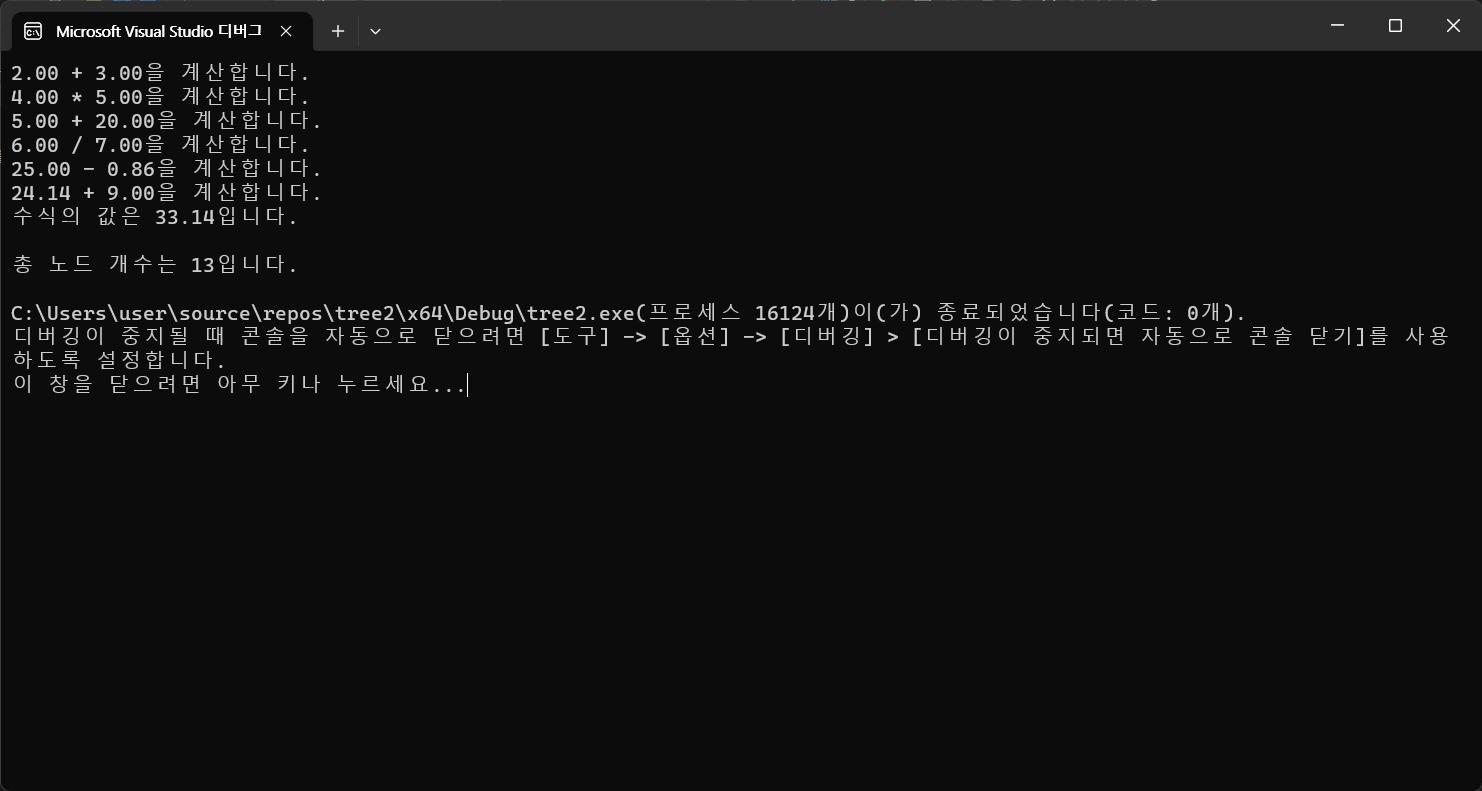 Microsoft Visual Studio 디버그
2.00 + 3.00을 계산합니다.
4.00 * 5.00을 계산합니다.
5.00 + 20.00을 계산합니다.
6.00 / 7.00을 계산합니다.
25.00 - 0.86을 계산합니다.
24.14 + 9.00을 계산합니다.
수식의 값은 33.14입니다.
총 노드 개수는 13입니다.
C:\Users\user\source\repos\tree2\x64\Debug\tree2.exe(프로세스 16124개)이(가) 종료되었습니다(코드: 0개).
디버깅이 중지될 때 콘솔을 자동으로 닫으려면 [도구] -> [옵션] -> [디버깅] > [디버깅이 중지되면 자동으로 콘솔 닫기]를 사용
하도록 설정합니다.
이 창을 닫으려면 아무 키나 누르세요...